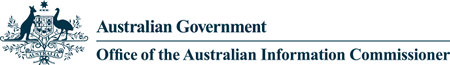 Australian Government
Office of the Australian Information Commissioner